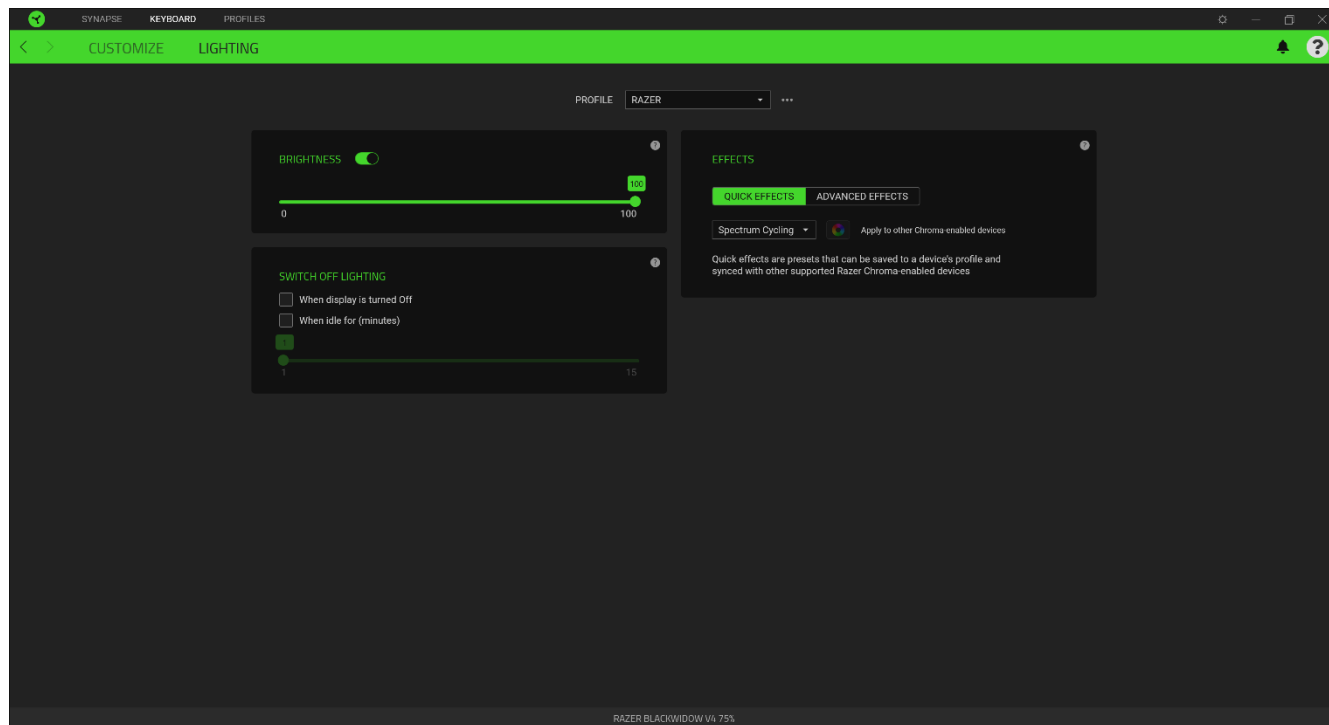 SYNAPSE KEYBOARD PROFILES
CUSTOMIZE LIGHTING
?
PROFILE RAZER
BRIGHTNESS
?
100
0 100
SWITCH OFF LIGHTING
?
When display is turned Off
When idle for (minutes)
1
1 15
EFFECTS
?
QUICK EFFECTS ADVANCED EFFECTS
Spectrum Cycling Apply to other Chroma-enabled devices
Quick effects are presets that can be saved to a device's profile and
synced with other supported Razer Chroma-enabled devices
RAZER BLACKWIDOW V4 75%